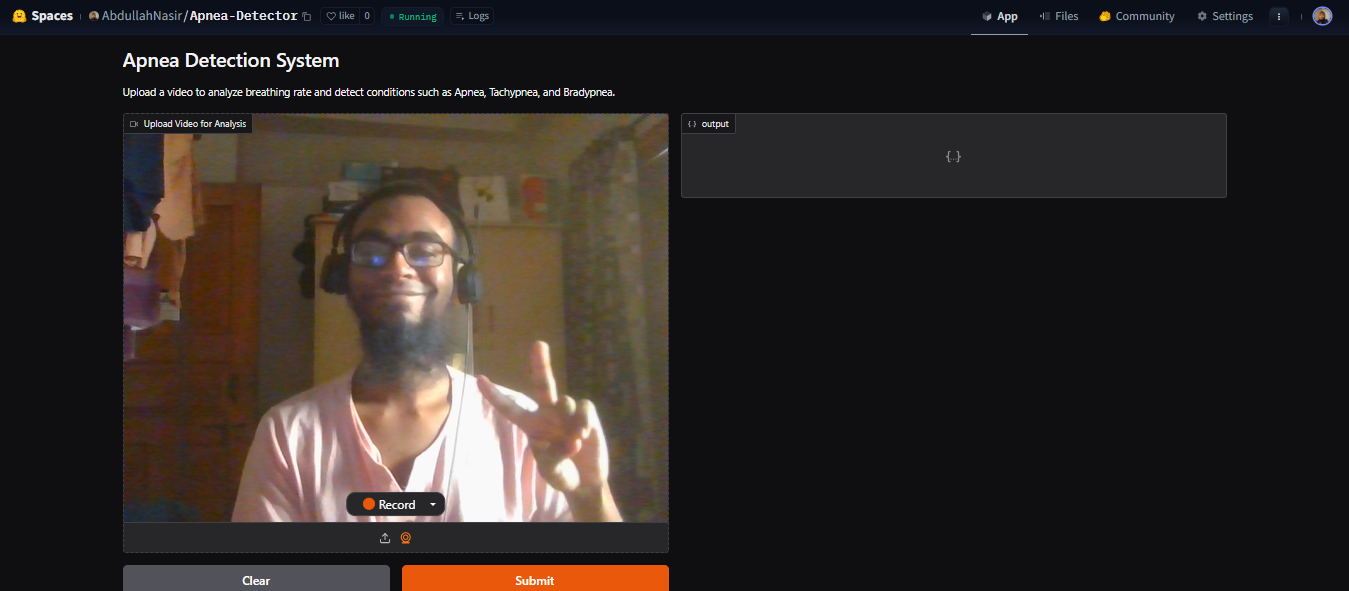 Spaces AbdullahNasir/Apnea-Detector like 0 Running Logs App Files Community Settings
Apnea Detection System
Upload a video to analyze breathing rate and detect conditions such as Apnea, Tachypnea, and Bradypnea.
Upload Video for Analysis
{} output
{..}
Record
Clear
Submit